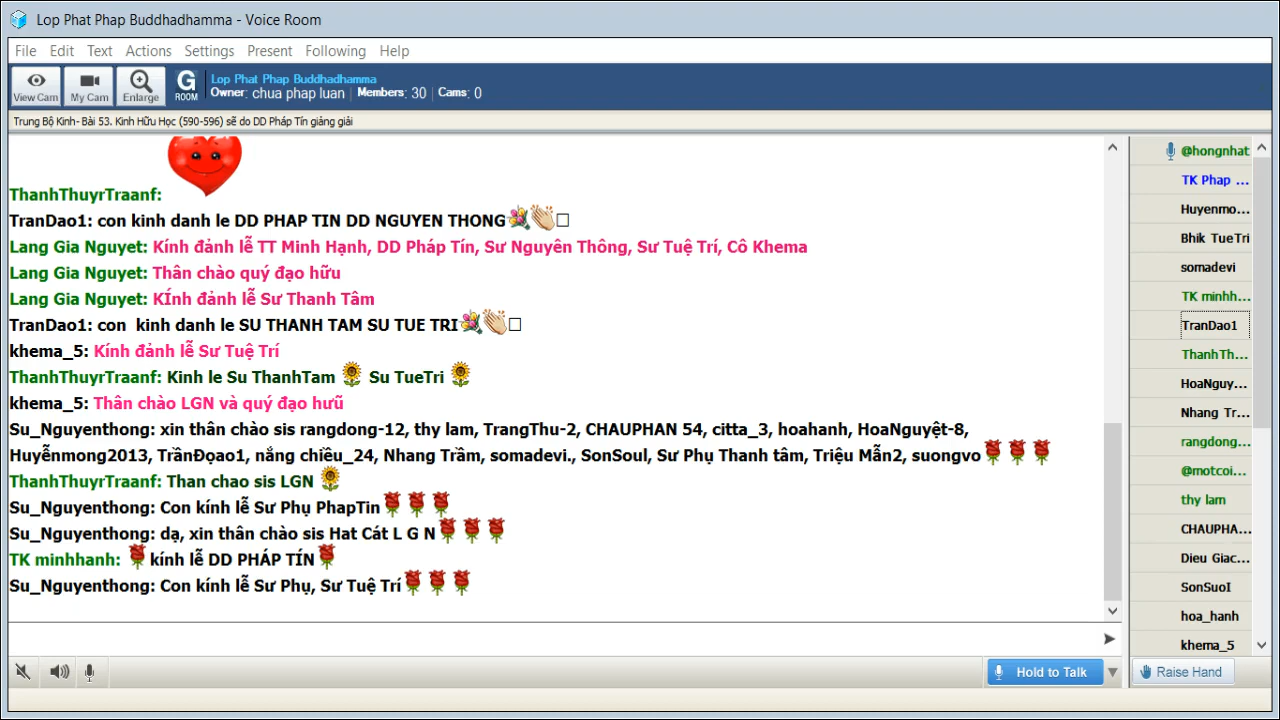 Lop Phat Phap Buddhadhamma - Voice Room
File Edit Text Actions Settings Present Following Help
View Cam My Cam Enlarge G ROOM
Lop Phat Phap Buddhadhamma
Owner: chua phap luan Members: 30 Cams: 0
Trung Bộ Kinh- Bài 53. Kinh Hữu Học (590-596) sẽ do DD Pháp Tín giảng giải
ThanhThuyrTraanf:
TranDao1: con kinh danh le DD PHAP TIN DD NGUYEN THONG
Lang Gia Nguyet: Kính đảnh lễ TT Minh Hạnh, DD Pháp Tín, Sư Nguyên Thông, Sư Tuệ Trí, Cô Khema
Lang Gia Nguyet: Thân chào quý đạo hữu
Lang Gia Nguyet: KÍnh đảnh lễ Sư Thanh Tâm
TranDao1: con kinh danh le SU THANH TAM SU TUE TRI
khema_5: Kính đảnh lễ Sư Tuệ Trí
ThanhThuyrTraanf: Kinh le Su ThanhTam Su TueTri
khema_5: Thân chào LGN và quý đạo hưũ
Su_Nguyenthong: xin thân chào sis rangdong-12, thy lam, TrangThu-2, CHAUPHAN 54, citta_3, hoahanh, HoaNguyệt-8,
Huyễnmong2013, TrầnĐọao1, nắng chiều_24, Nhang Trầm, somadevi., SonSoul, Sư Phụ Thanh tâm, Triệu Mẫn2, suongvo
ThanhThuyrTraanf: Than chao sis LGN
Su_Nguyenthong: Con kính lễ Sư Phụ PhapTin
Su_Nguyenthong: dạ, xin thân chào sis Hat Cát L G N
TK minhhanh: kính lễ DD PHÁP TÍN
Su_Nguyenthong: Con kính lễ Sư Phụ, Sư Tuệ Trí
@hongnhat
TK Phap ...
Huyenmo...
Bhik TueTri
somadevi
TK minhh...
TranDao1
ThanhTh...
HoaNguy...
Nhang Tr...
rangdong...
@motcoi...
thy lam
CHAUPHA...
Dieu Giac...
SonSuoI
hoa_hanh
khema_5
Hold to Talk
Raise Hand